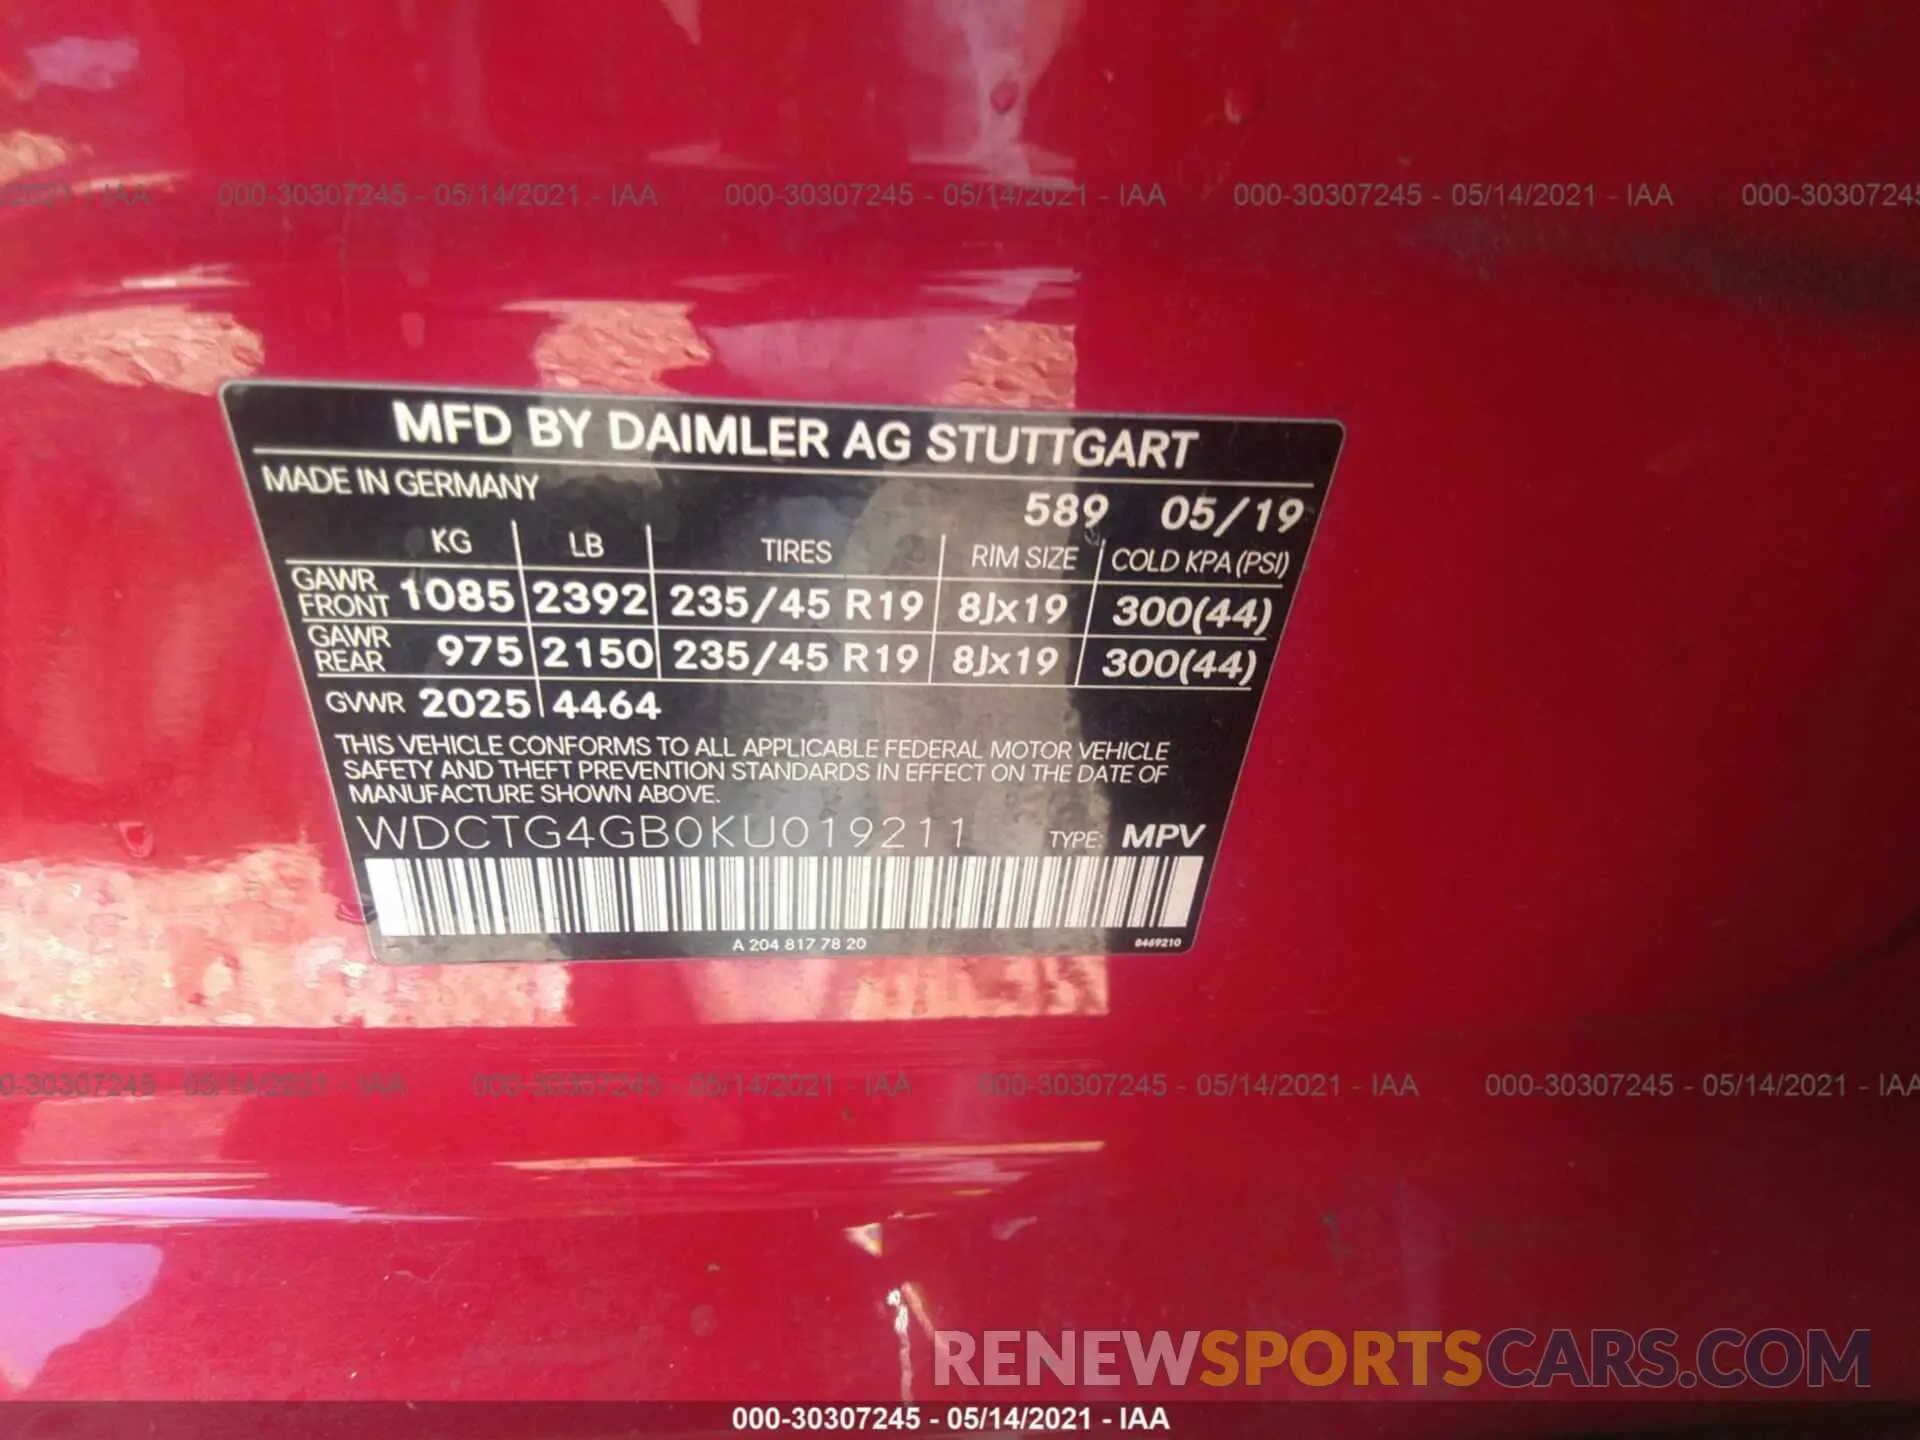 /2021 - IAA 000-30307245 - 05/14/2021 - IAA 000-30307245 - 05/14/2021 - IAA 000-30307245 - 05/14/2021 - IAA 000-3030724
MFD BY DAIMLER AG STUTTGART
MADE IN GERMANY
589 05/19
KG LB TIRES RIM SIZE COLD KPA (PSI)
GAWR FRONT 1085 2392 235/45 R19 8Jx19 300(44)
GAWR REAR 975 2150 235/45 R19 8Jx19 300(44)
GVWR 2025 4464
THIS VEHICLE CONFORMS TO ALL APPLICABLE FEDERAL MOTOR VEHICLE
SAFETY AND THEFT PREVENTION STANDARDS IN EFFECT ON THE DATE OF
MANUFACTURE SHOWN ABOVE.
WDCTG4GB0KU019211 TYPE: MPV
A 204 817 78 20 8469210
0-30307245 - 05/14/2021 - IAA 000-30307245 - 05/14/2021 - IAA 000-30307245 - 05/14/2021 - IAA 000-30307245 - 05/14/2021 - IAA
RENEWSPORTSCARS.COM
000-30307245 - 05/14/2021 - IAA